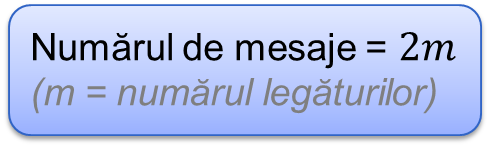 Numărul de mesaje = 2m
(m = numărul legăturilor)